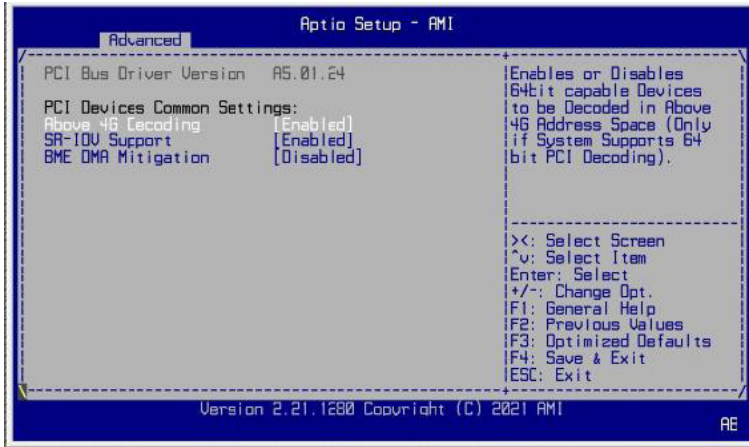 Aptio Setup - AMI
Advanced
PCI Bus Driver Version A5.01.24
PCI Devices Common Settings:
Above 4G Decoding [Enabled]
SR-IOV Support [Enabled]
BME DMA Mitigation [Disabled]
Enables or Disables
64bit capable Devices
to be Decoded in Above
4G Address Space (Only
if System Supports 64
bit PCI Decoding).
><: Select Screen
^v: Select Item
Enter: Select
+/-: Change Opt.
F1: General Help
F2: Previous Values
F3: Optimized Defaults
F4: Save & Exit
ESC: Exit
Version 2.21.1280 Copyright (C) 2021 AMI
AB